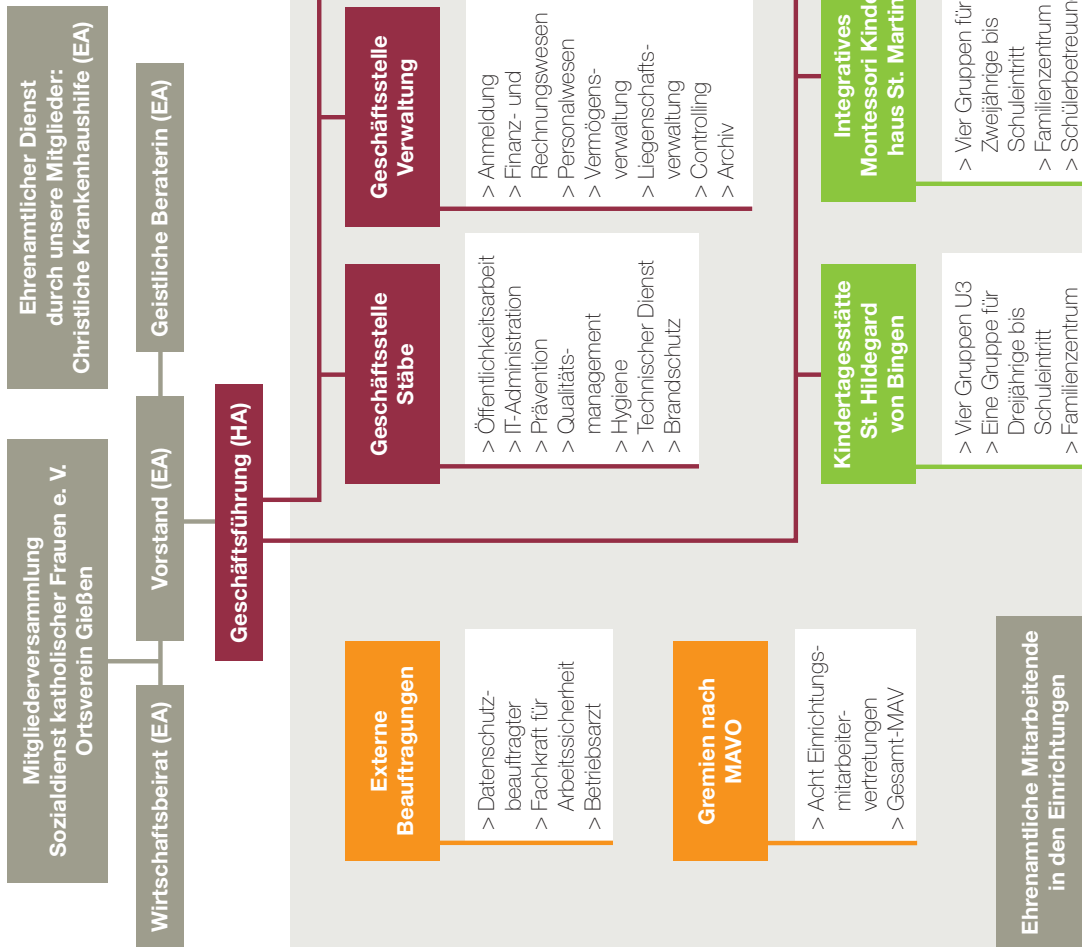 Mitgliederversammlung
Sozialdienst katholischer Frauen e. V.
Ortsverein Gießen
Ehrenamtlicher Dienst
durch unsere Mitglieder:
Christliche Krankenhaushilfe (EA)
Wirtschaftsbeirat (EA)
Vorstand (EA)
Geistliche Beraterin (EA)
Geschäftsführung (HA)
Externe
Beauftragungen
> Datenschutz-
beauftragter
> Fachkraft für
Arbeitssicherheit
> Betriebsarzt
Geschäftsstelle
Stäbe
> Öffentlichkeitsarbeit
> IT-Administration
> Prävention
> Qualitäts-
management
> Hygiene
> Technischer Dienst
> Brandschutz
Geschäftsstelle
Verwaltung
> Anmeldung
> Finanz- und
Rechnungswesen
> Personalwesen
> Vermögens-
verwaltung
> Liegenschafts-
verwaltung
> Controlling
> Archiv
Gremien nach
MAVO
> Acht Einrichtungs-
mitarbeiter-
vertretungen
> Gesamt-MAV
Kindertagesstätte
St. Hildegard
von Bingen
> Vier Gruppen U3
> Eine Gruppe für
Dreijährige bis
Schuleintritt
> Familienzentrum
Integratives
Montessori Kinde
haus St. Martin
> Vier Gruppen für
Zweijährige bis
Schuleintritt
> Familienzentrum
> Schülerbetreuun
Ehrenamtliche Mitarbeitende
in den Einrichtungen